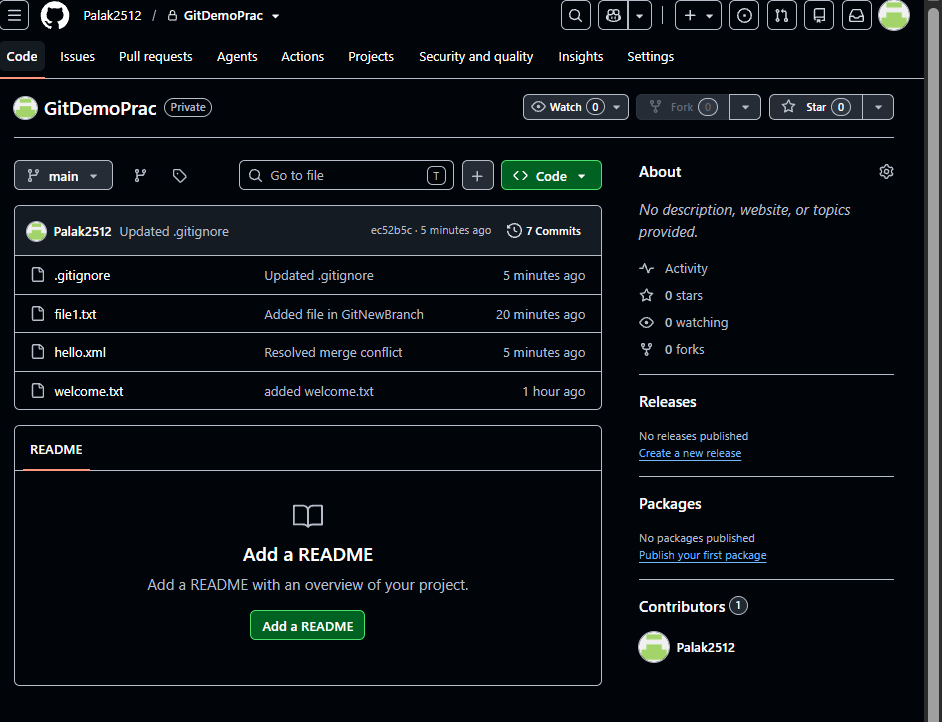 Palak2512 / GitDemoPrac
Code Issues Pull requests Agents Actions Projects Security and quality Insights Settings
GitDemoPrac Private Watch 0 Fork 0 Star 0
main Go to file T Code
Palak2512 Updated .gitignore ec52b5c · 5 minutes ago 7 Commits
.gitignore Updated .gitignore 5 minutes ago
file1.txt Added file in GitNewBranch 20 minutes ago
hello.xml Resolved merge conflict 5 minutes ago
welcome.txt added welcome.txt 1 hour ago
README
Add a README
Add a README with an overview of your project.
Add a README
About
No description, website, or topics
provided.
Activity
0 stars
0 watching
0 forks
Releases
No releases published
Create a new release
Packages
No packages published
Publish your first package
Contributors 1
Palak2512